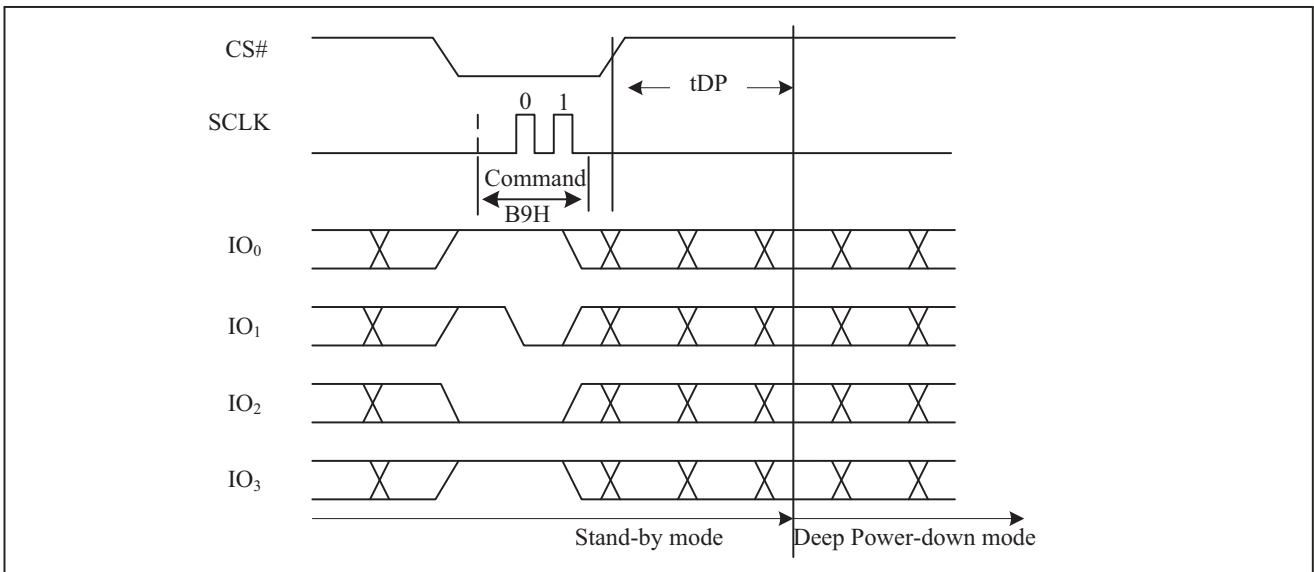 CS#
tDP
0 1
SCLK
Command
B9H
IO₀
IO₁
IO₂
IO₃
Stand-by mode Deep Power-down mode